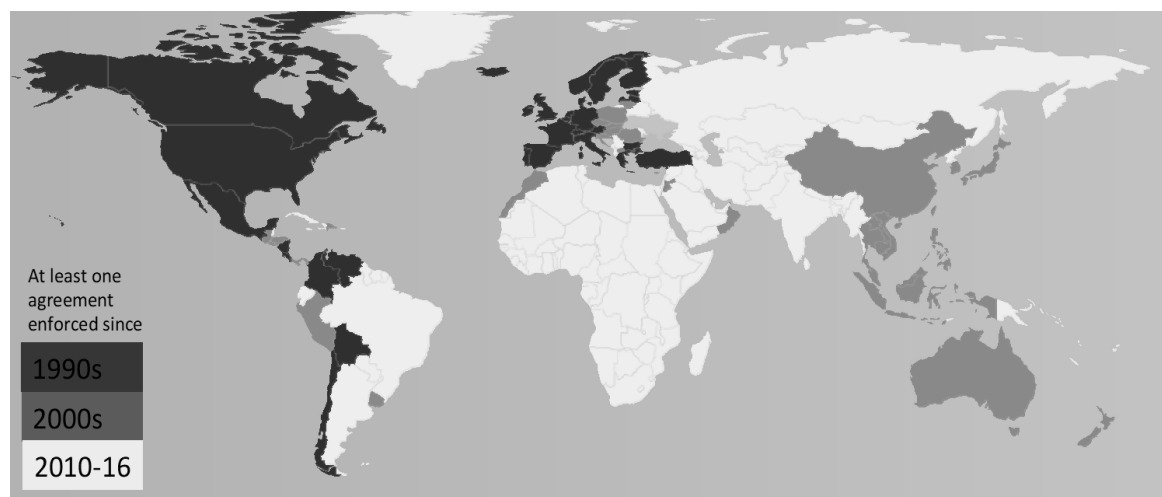 At least one
agreement
enforced since
1990s
2000s
2010-16